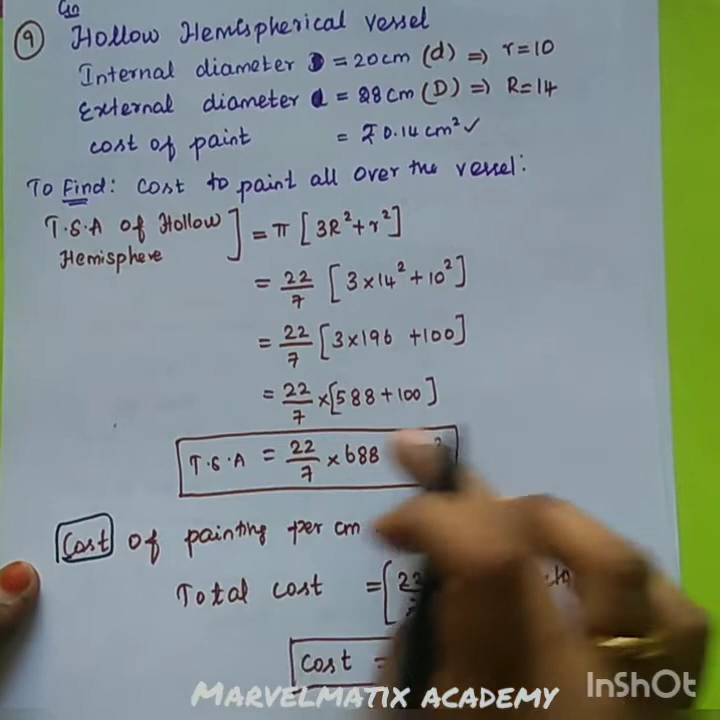 Gn
9 Hollow Hemispherical vessel
Internal diameter = 20cm (d) => r=10
External diameter = 28cm (D) => R=14
cost of paint = ₹ 0.14 cm² ✓
To Find: cost to paint all over the vessel:
T.S.A of Hollow Hemisphere ] = π [3R²+r²]
= 22/7 [3×14²+10²]
= 22/7 [3×196 +100]
= 22/7 ×[588+100]
T.S.A = 22/7 ×688
Cost of painting per cm
Total cost = [22
cost =
MARVELMATIX ACADEMY InShOt